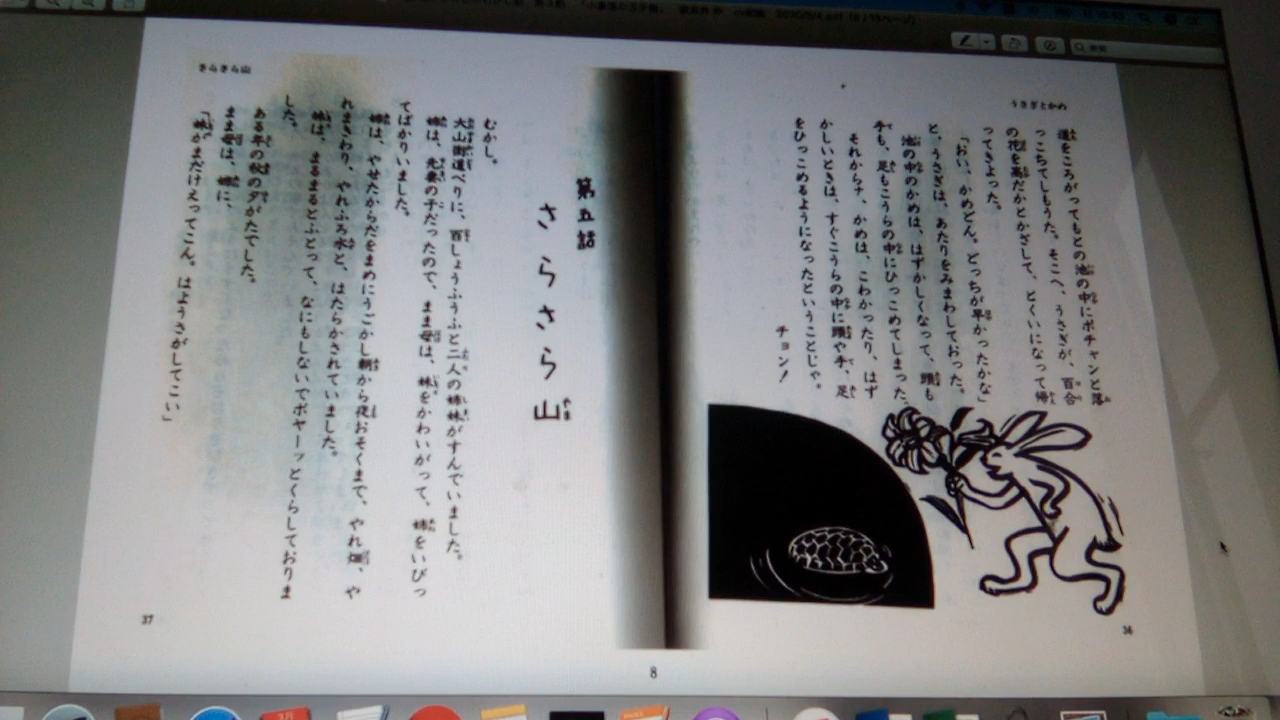 うさぎとかめ
道をころがってもとの池の中にボチャンと落
っこちてしもうた。そこへ、うさぎが、百合
の花を高だかとかざして、とくいになって帰
ってきよった。
「おい、かめどん。どっちが早かったかな」
と、うさぎは、あたりをみまわしておった。
池の中のかめは、はずかしくなって、頭も
手も、足もこうらの中にひっこめてしまった。
それからナ、かめは、こわかったり、はず
かしいときは、すぐこうらの中に頭や手、足
をひっこめるようになったということじゃ。
チョン!
36
第五話
さらさら山
むかし。
大山街道べりに、百しょうふうふと二人の姉妹がすんでいました。
姉は、先妻の子だったので、まま母は、妹をかわいがって、姉をいびっ
てばかりいました。
姉は、やせたからだをまめにうごかし朝から夜おそくまで、やれ畑、や
れまきわり、やれふろ水と、はたらかされていました。
妹は、まるまるとふとって、なにもしないでボヤーッとくらしておりま
した。
ある年の秋の夕がたでした。
まま母は、姉に、
「妹がまだけえってこん。はようさがしてこい」
さらさら山
37
8